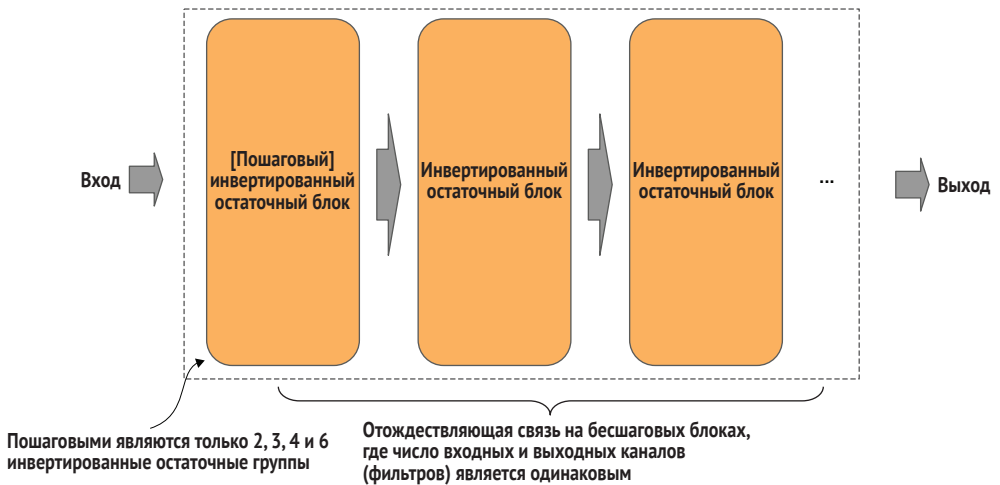 Вход
[Пошаговый]
инвертированный
остаточный блок
Инвертированный
остаточный блок
Инвертированный
остаточный блок
...
Выход
Пошаговыми являются только 2, 3, 4 и 6
инвертированные остаточные группы
Отождествляющая связь на бесшаговых блоках,
где число входных и выходных каналов
(фильтров) является одинаковым